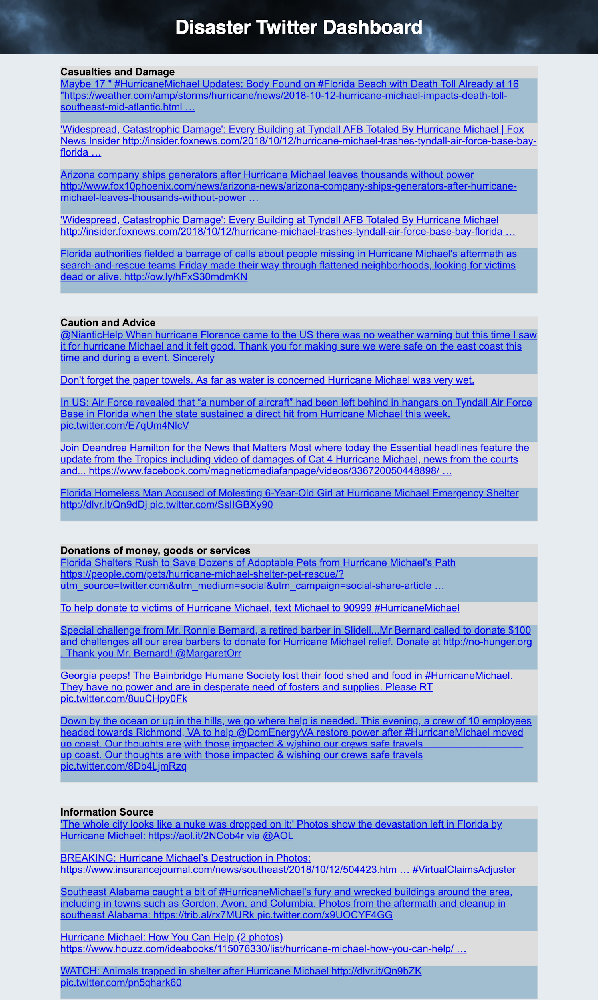 Disaster Twitter Dashboard
Casualties and Damage
Maybe 17 " #HurricaneMichael Updates: Body Found on #Florida Beach with Death Toll Already at 16
"https://weather.com/amp/storms/hurricane/news/2018-10-12-hurricane-michael-impacts-death-toll-
southeast-mid-atlantic.html …
'Widespread, Catastrophic Damage': Every Building at Tyndall AFB Totaled By Hurricane Michael | Fox
News Insider http://insider.foxnews.com/2018/10/12/hurricane-michael-trashes-tyndall-air-force-base-bay-
florida …
Arizona company ships generators after Hurricane Michael leaves thousands without power
http://www.fox10phoenix.com/news/arizona-news/arizona-company-ships-generators-after-hurricane-
michael-leaves-thousands-without-power …
'Widespread, Catastrophic Damage': Every Building at Tyndall AFB Totaled By Hurricane Michael
http://insider.foxnews.com/2018/10/12/hurricane-michael-trashes-tyndall-air-force-base-bay-florida …
Florida authorities fielded a barrage of calls about people missing in Hurricane Michael's aftermath as
search-and-rescue teams Friday made their way through flattened neighborhoods, looking for victims
dead or alive. http://ow.ly/hFxS30mdmKN
Caution and Advice
@NianticHelp When hurricane Florence came to the US there was no weather warning but this time I saw
it for hurricane Michael and it felt good. Thank you for making sure we were safe on the east coast this
time and during a event. Sincerely
Don't forget the paper towels. As far as water is concerned Hurricane Michael was very wet.
In US: Air Force revealed that “a number of aircraft” had been left behind in hangars on Tyndall Air Force
Base in Florida when the state sustained a direct hit from Hurricane Michael this week.
pic.twitter.com/E7qUm4NlcV
Join Deandrea Hamilton for the News that Matters Most where today the Essential headlines feature the
update from the Tropics including video of damages of Cat 4 Hurricane Michael, news from the courts
and... https://www.facebook.com/magneticmediafanpage/videos/336720050448898/ …
Florida Homeless Man Accused of Molesting 6-Year-Old Girl at Hurricane Michael Emergency Shelter
http://dlvr.it/Qn9dDj pic.twitter.com/SsIIGBXy90
Donations of money, goods or services
Florida Shelters Rush to Save Dozens of Adoptable Pets from Hurricane Michael's Path
https://people.com/pets/hurricane-michael-shelter-pet-rescue/?
utm_source=twitter.com&utm_medium=social&utm_campaign=social-share-article …
To help donate to victims of Hurricane Michael, text Michael to 90999 #HurricaneMichael
Special challenge from Mr. Ronnie Bernard, a retired barber in Slidell...Mr Bernard called to donate $100
and challenges all our area barbers to donate for Hurricane Michael relief. Donate at http://no-hunger.org
. Thank you Mr. Bernard! @MargaretOrr
Georgia peeps! The Bainbridge Humane Society lost their food shed and food in #HurricaneMichael.
They have no power and are in desperate need of fosters and supplies. Please RT
pic.twitter.com/8uuCHpy0Fk
Down by the ocean or up in the hills, we go where help is needed. This evening, a crew of 10 employees
headed towards Richmond, VA to help @DomEnergyVA restore power after #HurricaneMichael moved
up coast. Our thoughts are with those impacted & wishing our crews safe travels
up coast. Our thoughts are with those impacted & wishing our crews safe travels
pic.twitter.com/8Db4LjmRzq
Information Source
'The whole city looks like a nuke was dropped on it:' Photos show the devastation left in Florida by
Hurricane Michael: https://aol.it/2NCob4r via @AOL
BREAKING: Hurricane Michael’s Destruction in Photos:
https://www.insurancejournal.com/news/southeast/2018/10/12/504423.htm … #VirtualClaimsAdjuster
Southeast Alabama caught a bit of #HurricaneMichael's fury and wrecked buildings around the area,
including in towns such as Gordon, Avon, and Columbia. Photos from the aftermath and cleanup in
southeast Alabama: https://trib.al/rx7MURk pic.twitter.com/x9UOCYF4GG
Hurricane Michael: How You Can Help (2 photos)
https://www.houzz.com/ideabooks/115076330/list/hurricane-michael-how-you-can-help/ …
WATCH: Animals trapped in shelter after Hurricane Michael http://dlvr.it/Qn9bZK
pic.twitter.com/pn5qhark60